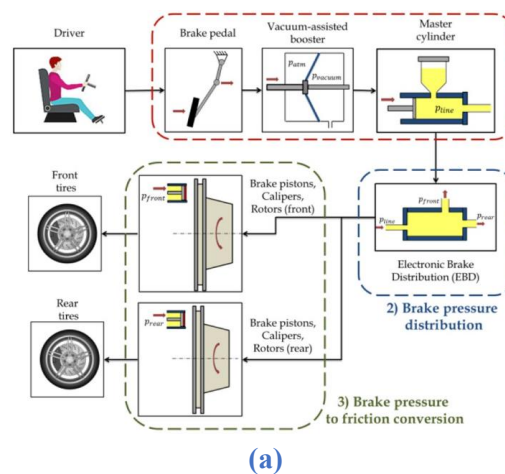 Driver
Brake pedal
Vacuum-assisted
booster
Master
cylinder
patm
pvacuum
pline
Front
tires
pfront
Brake pistons,
Calipers,
Rotors (front)
pline
pfront
prear
Electronic Brake
Distribution (EBD)
2) Brake pressure
distribution
Rear
tires
prear
Brake pistons,
Calipers,
Rotors (rear)
3) Brake pressure
to friction conversion
(a)